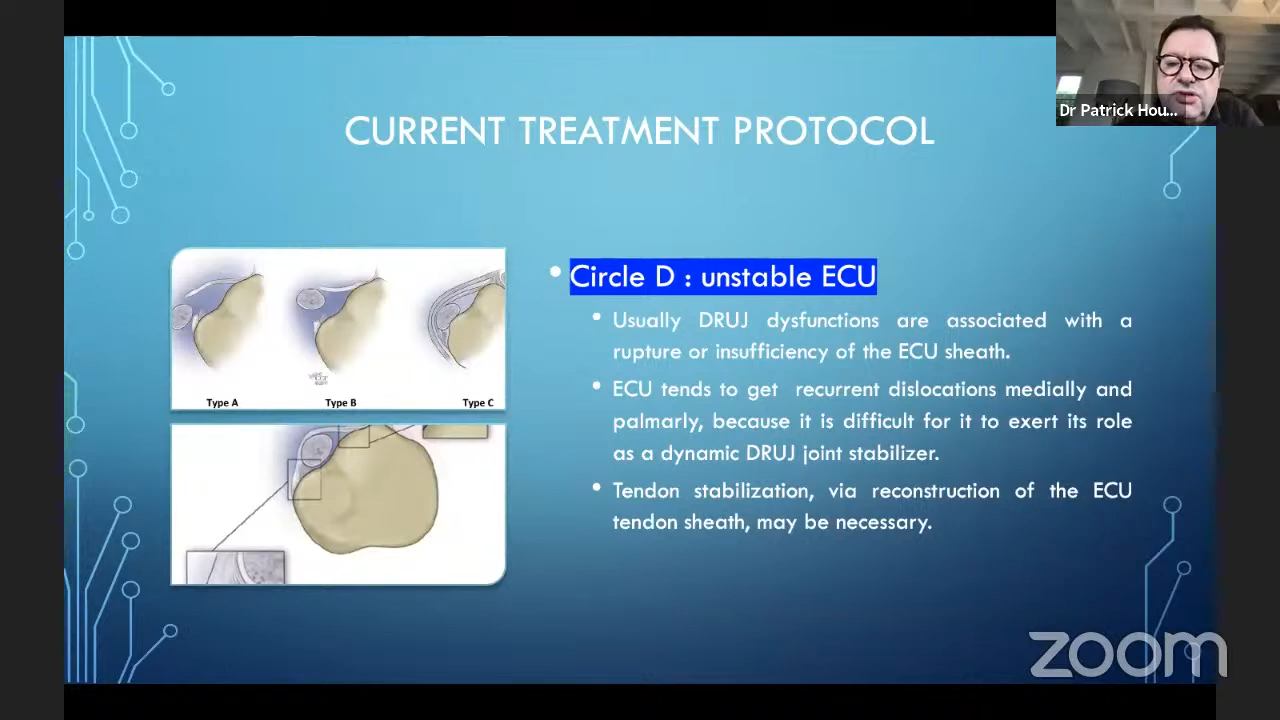 Dr Patrick Hou...
CURRENT TREATMENT PROTOCOL
Type A
Type B
Type C
• Circle D : unstable ECU
• Usually DRUJ dysfunctions are associated with a
rupture or insufficiency of the ECU sheath.
• ECU tends to get recurrent dislocations medially and
palmarly, because it is difficult for it to exert its role
as a dynamic DRUJ joint stabilizer.
• Tendon stabilization, via reconstruction of the ECU
tendon sheath, may be necessary.
zoom